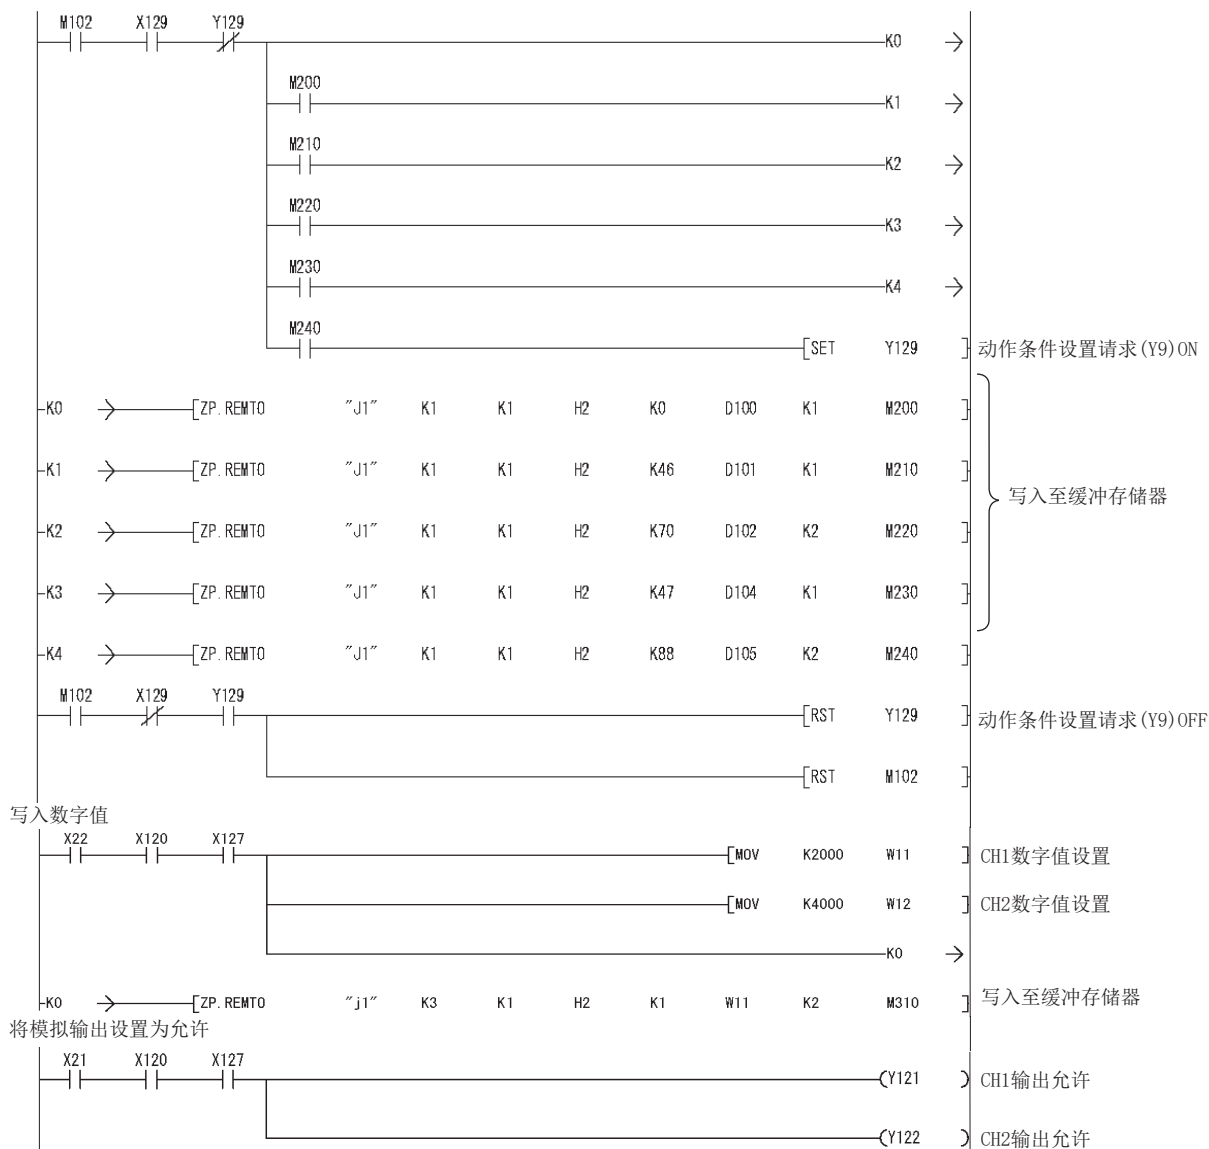 M102 X129 Y129
K0
M200
K1
M210
K2
M220
K3
M230
K4
M240
SET Y129 动作条件设置请求(Y9)ON
K0 ZP.REMTO "J1" K1 K1 H2 K0 D100 K1 M200
K1 ZP.REMTO "J1" K1 K1 H2 K46 D101 K1 M210
写入至缓冲存储器
K2 ZP.REMTO "J1" K1 K1 H2 K70 D102 K2 M220
K3 ZP.REMTO "J1" K1 K1 H2 K47 D104 K1 M230
K4 ZP.REMTO "J1" K1 K1 H2 K88 D105 K2 M240
M102 X129 Y129
RST Y129 动作条件设置请求(Y9)OFF
RST M102
写入数字值
X22 X120 X127
MOV K2000 W11 CH1数字值设置
MOV K4000 W12 CH2数字值设置
K0
K0 ZP.REMTO "j1" K3 K1 H2 K1 W11 K2 M310 写入至缓冲存储器
将模拟输出设置为允许
X21 X120 X127
Y121 CH1输出允许
Y122 CH2输出允许